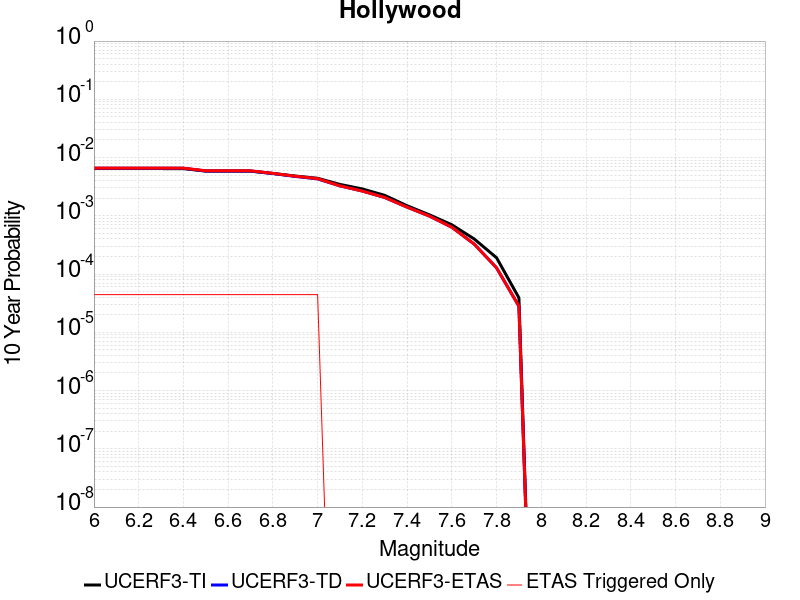 Hollywood
10^0
10^-1
10^-2
10^-3
10^-4
10^-5
10^-6
10^-7
10^-8
10 Year Probability
6 6.2 6.4 6.6 6.8 7 7.2 7.4 7.6 7.8 8 8.2 8.4 8.6 8.8 9
Magnitude
UCERF3-TI UCERF3-TD UCERF3-ETAS ETAS Triggered Only